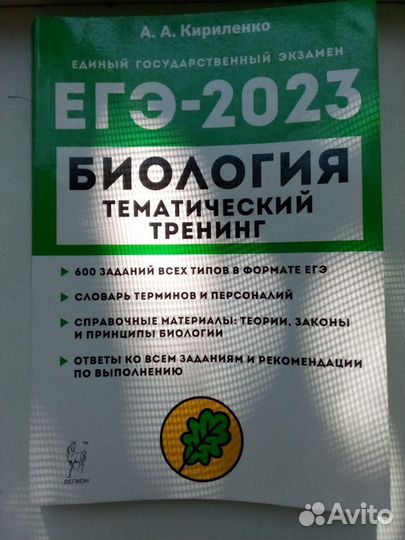 А. А. Кириленко
ЕДИНЫЙ ГОСУДАРСТВЕННЫЙ ЭКЗАМЕН
ЕГЭ-2023
БИОЛОГИЯ
ТЕМАТИЧЕСКИЙ
ТРЕНИНГ
600 ЗАДАНИЙ ВСЕХ ТИПОВ В ФОРМАТЕ ЕГЭ
СЛОВАРЬ ТЕРМИНОВ И ПЕРСОНАЛИЙ
СПРАВОЧНЫЕ МАТЕРИАЛЫ: ТЕОРИИ, ЗАКОНЫ
И ПРИНЦИПЫ БИОЛОГИИ
ОТВЕТЫ КО ВСЕМ ЗАДАНИЯМ И РЕКОМЕНДАЦИИ
ПО ВЫПОЛНЕНИЮ
ЛЕГИОН
Avito